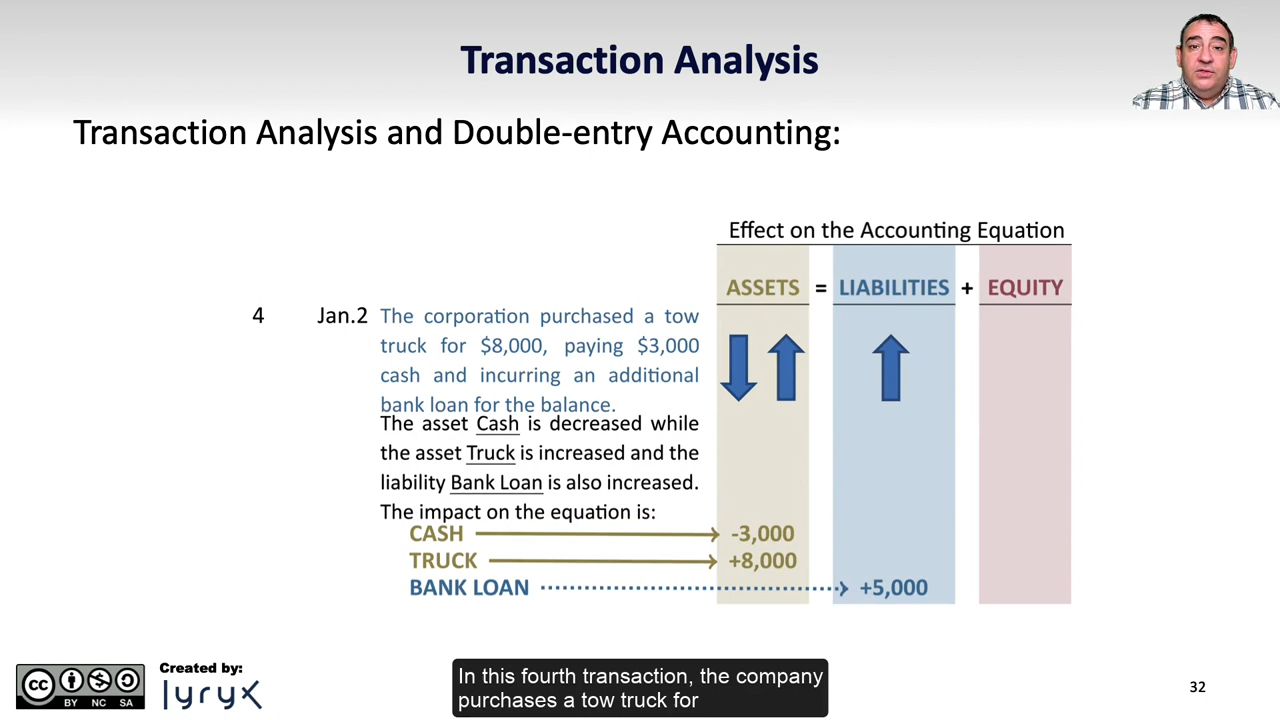 Transaction Analysis
Transaction Analysis and Double-entry Accounting:
Effect on the Accounting Equation
ASSETS = LIABILITIES + EQUITY
4 Jan.2 The corporation purchased a tow
truck for $8,000, paying $3,000
cash and incurring an additional
bank loan for the balance.
The asset Cash is decreased while
the asset Truck is increased and the
liability Bank Loan is also increased.
The impact on the equation is:
CASH -3,000
TRUCK +8,000
BANK LOAN +5,000
cc BY NC SA
Created by:
lyryx
In this fourth transaction, the company
purchases a tow truck for
32